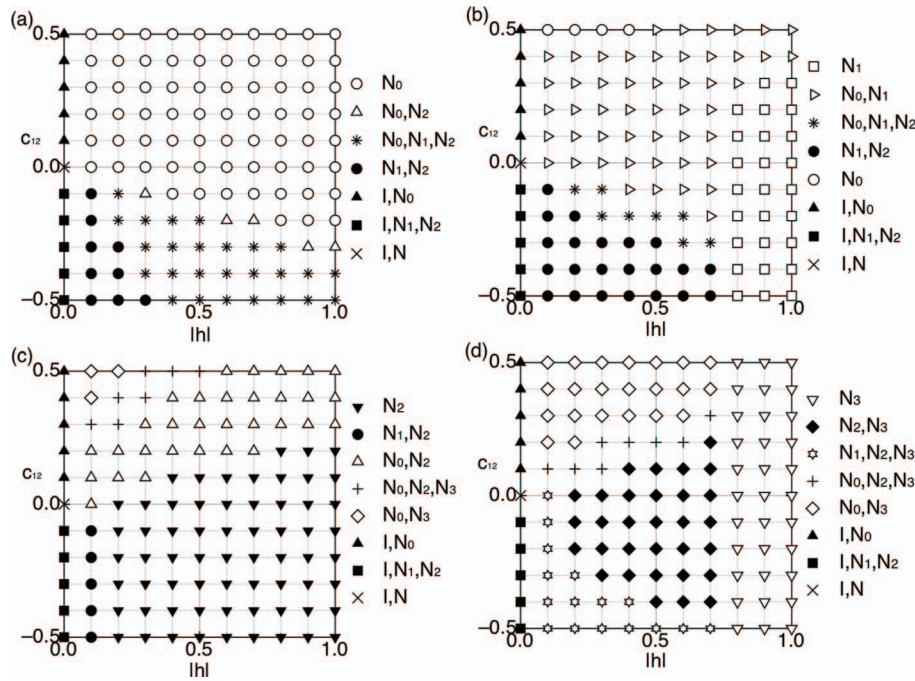 (a)
0.5
C₁₂
0.0
−0.5
0.0
0.5
1.0
|h|
N₀
N₀,N₂
N₀,N₁,N₂
N₁,N₂
I,N₀
I,N₁,N₂
I,N
(b)
0.5
C₁₂
0.0
−0.5
0.0
0.5
1.0
|h|
N₁
N₀,N₁
N₀,N₁,N₂
N₁,N₂
N₀
I,N₀
I,N₁,N₂
I,N
(c)
0.5
C₁₂
0.0
−0.5
0.0
0.5
1.0
|h|
N₂
N₁,N₂
N₀,N₂
N₀,N₂,N₃
N₀,N₃
I,N₀
I,N₁,N₂
I,N
(d)
0.5
C₁₂
0.0
−0.5
0.0
0.5
1.0
|h|
N₃
N₂,N₃
N₁,N₂,N₃
N₀,N₂,N₃
N₀,N₃
I,N₀
I,N₁,N₂
I,N